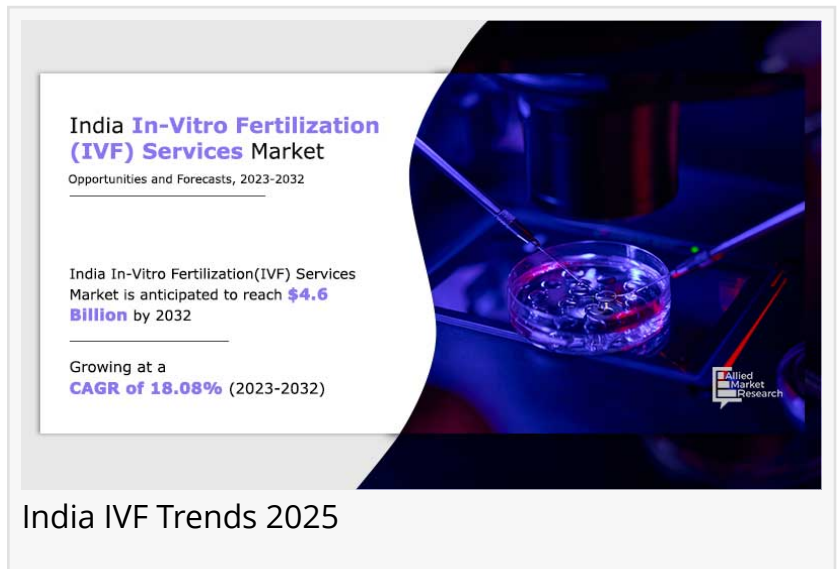 India In-Vitro Fertilization
(IVF) Services Market
Opportunities and Forecasts, 2023-2032
India In-Vitro Fertilization(IVF) Services
Market is anticipated to reach $4.6
Billion by 2032
Growing at a
CAGR of 18.08% (2023-2032)
Allied
Market
Research
India IVF Trends 2025